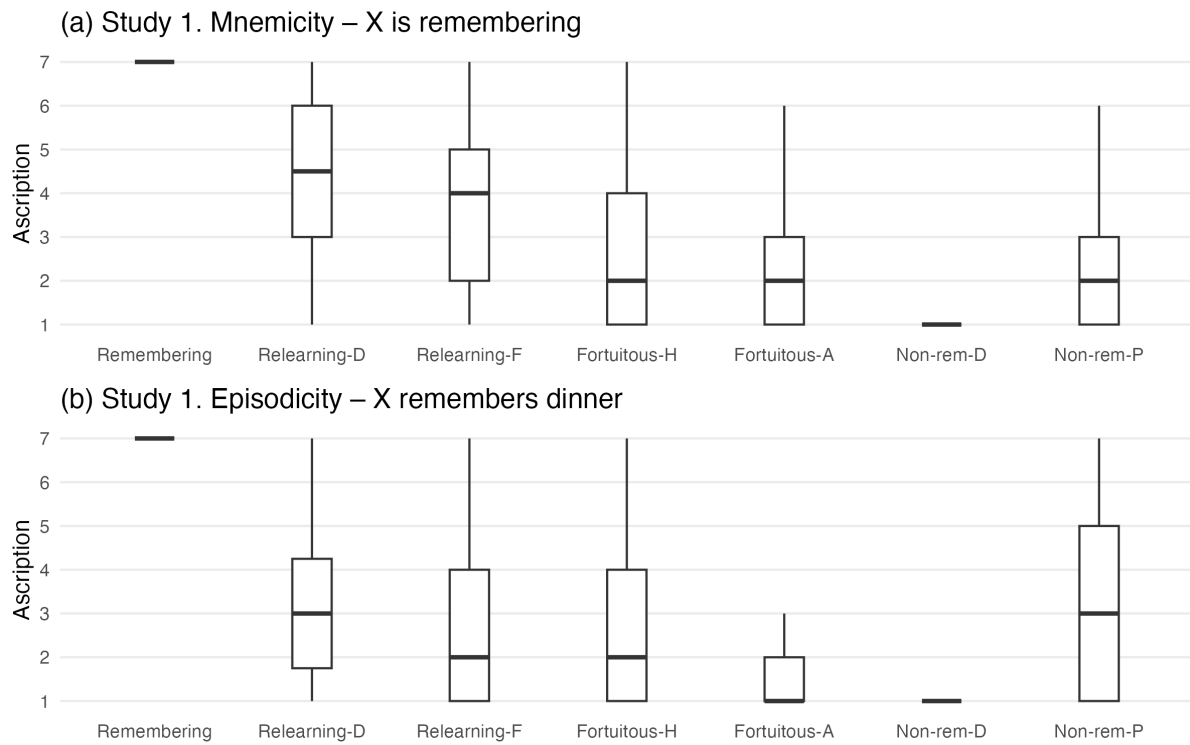 (a) Study 1. Mnemicity – X is remembering
Ascription
7
6
5
4
3
2
1
Remembering Relearning-D Relearning-F Fortuitous-H Fortuitous-A Non-rem-D Non-rem-P
(b) Study 1. Episodicity – X remembers dinner
Ascription
7
6
5
4
3
2
1
Remembering Relearning-D Relearning-F Fortuitous-H Fortuitous-A Non-rem-D Non-rem-P